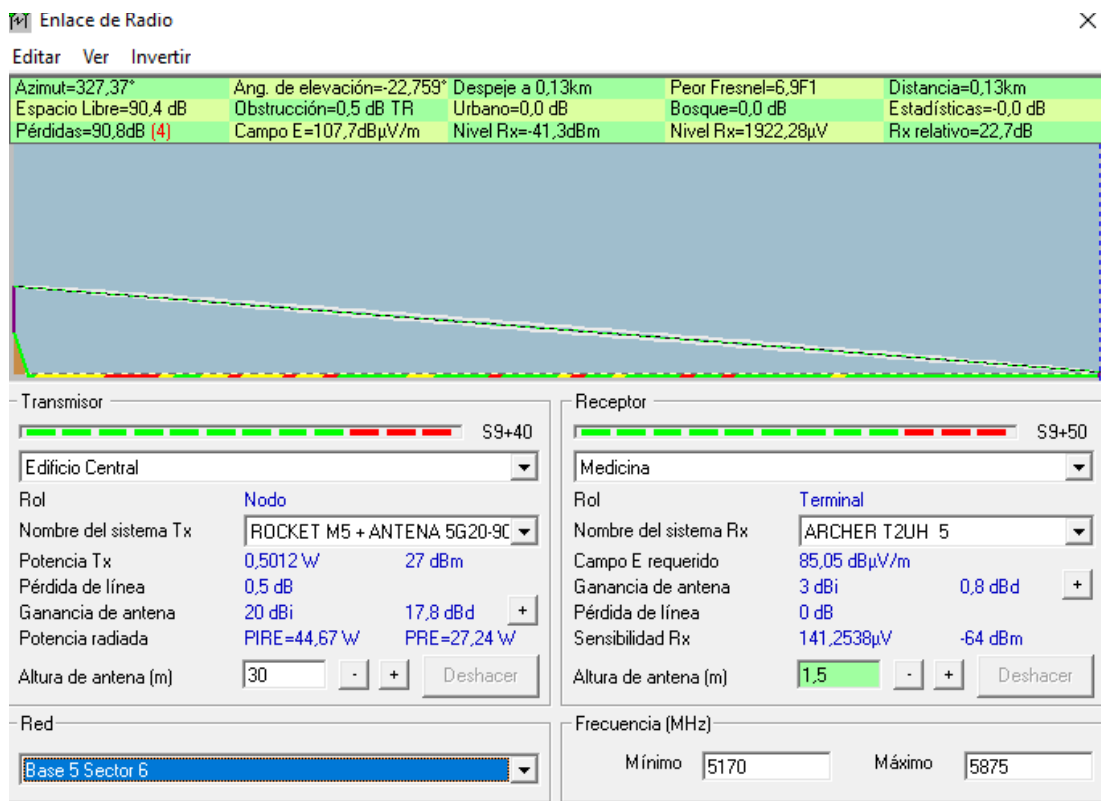 Enlace de Radio
Editar Ver Invertir
Azimut=327,37° Ang. de elevación=-22,759° Despeje a 0,13km Peor Fresnel=6,9F1 Distancia=0,13km
Espacio Libre=90,4 dB Obstrucción=0,5 dB TR Urbano=0,0 dB Bosque=0,0 dB Estadísticas=-0,0 dB
Pérdidas=90,8dB (4) Campo E=107,7dBµV/m Nivel Rx=-41,3dBm Nivel Rx=1922,28µV Rx relativo=22,7dB
Transmisor
S9+40
Edificio Central
Rol Nodo
Nombre del sistema Tx ROCKET M5 + ANTENA 5G20-90
Potencia Tx 0,5012 W 27 dBm
Pérdida de línea 0,5 dB
Ganancia de antena 20 dBi 17,8 dBd +
Potencia radiada PIRE=44,67 W PRE=27,24 W
Altura de antena (m) 30 - + Deshacer
Red
Base 5 Sector 6
Receptor
S9+50
Medicina
Rol Terminal
Nombre del sistema Rx ARCHER T2UH 5
Campo E requerido 85,05 dBµV/m
Ganancia de antena 3 dBi 0,8 dBd +
Pérdida de línea 0 dB
Sensibilidad Rx 141,2538µV -64 dBm
Altura de antena (m) 1,5 - + Deshacer
Frecuencia (MHz)
Mínimo 5170 Máximo 5875